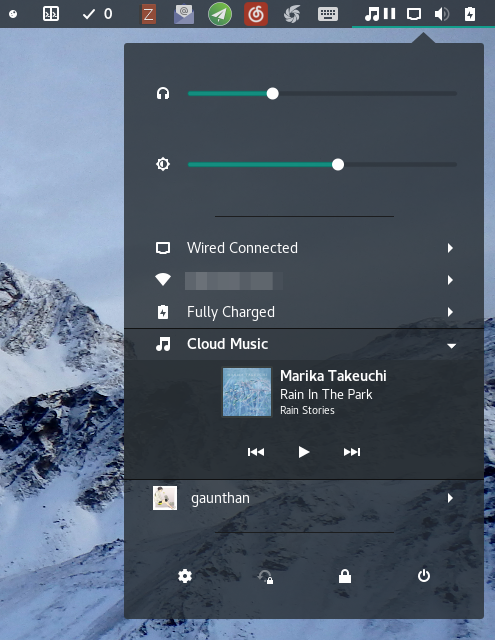 0
Z
Wired Connected
Fully Charged
Cloud Music
Marika Takeuchi
Rain In The Park
Rain Stories
gaunthan